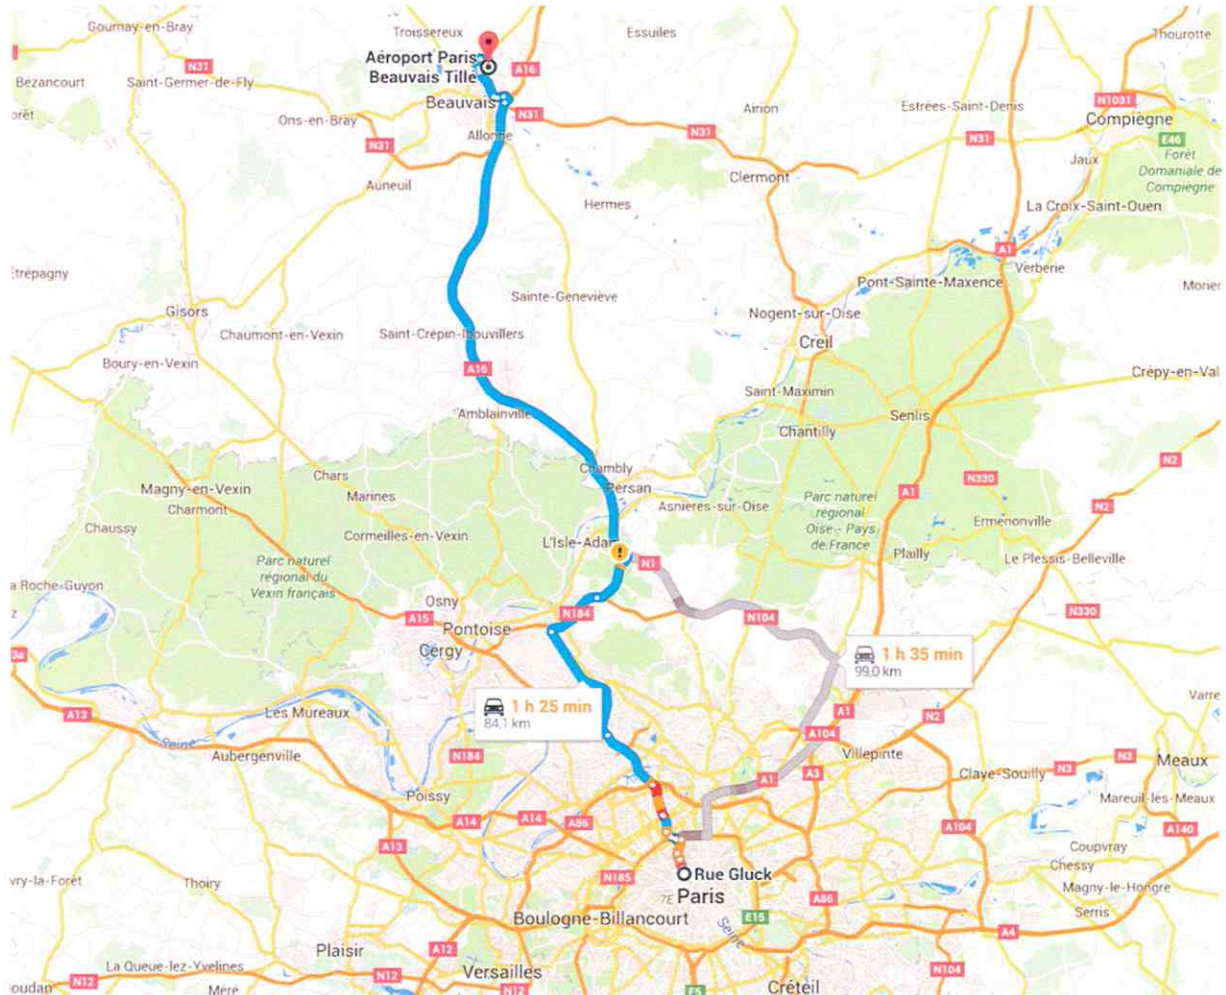 Gournay-en-Bray
Troissereux
Essuiles
Thourotte
Aéroport Paris
Beauvais Tille
A16
N31
Bezancourt
Saint-Germer-de-Fly
Beauvais
N1031
Compiègne
Airion
Estrées-Saint-Denis
Ons-en-Bray
N31
N31
Allonne
N31
N31
E46
Forêt
Domaniale de
Compiègne
Jaux
Auneuil
Clermont
Hermes
La Croix-Saint-Ouen
A1
Étrépagny
Verberie
Pont-Sainte-Maxence
Sainte-Geneviève
Gisors
Nogent-sur-Oise
Chaumont-en-Vexin
Saint-Crépin-Ibouvillers
Creil
Boury-en-Vexin
A16
Crépy-en-Val
Saint-Maximin
Amblainville
Senlis
Chantilly
Chambly
N2
Chars
N330
Magny-en-Vexin
Marines
Persan
A1
Charmont
Parc naturel
régional
Oise - Pays
de France
Asnières-sur-Oise
N2
Chaussy
Cormeilles-en-Vexin
L'Isle-Adam
Ermenonville
Plailly
Le Plessis-Belleville
N1
Parc naturel
régional du
Vexin français
a Roche-Guyon
Osny
N184
N104
N330
A15
Pontoise
Cergy
1 h 35 min
99,0 km
1 h 25 min
84,1 km
A13
Les Mureaux
A1
N2
Seine
A104
Aubergenville
N184
Villepinte
N3
Meaux
Claye-Souilly
N3
A1
A3
Poissy
Mareuil-lès-Meaux
A14
A14
A86
A104
A140
A13
Coupvray
Chessy
vry-la-Forêt
Thoiry
N185
Rue Gluck
7E
Paris
A86
Magny-le-Hongre
Serris
Boulogne-Billancourt
E15
Seine
A4
Plaisir
A12
La Queue-lez-Yvelines
N12
N12
Versailles
N104
oudan
Méré
N12
E5
Créteil